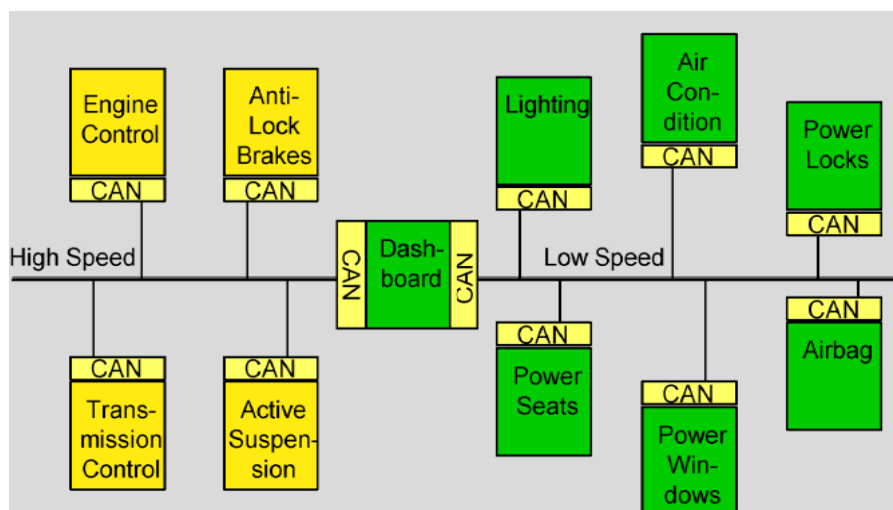 Engine
Control
CAN
Anti-
Lock
Brakes
CAN
Lighting
CAN
Air
Con-
dition
CAN
Power
Locks
CAN
High Speed
CAN
Dash-
board
CAN
Low Speed
CAN
Trans-
mission
Control
CAN
Active
Suspen-
sion
CAN
Power
Seats
CAN
Power
Win-
dows
CAN
Airbag